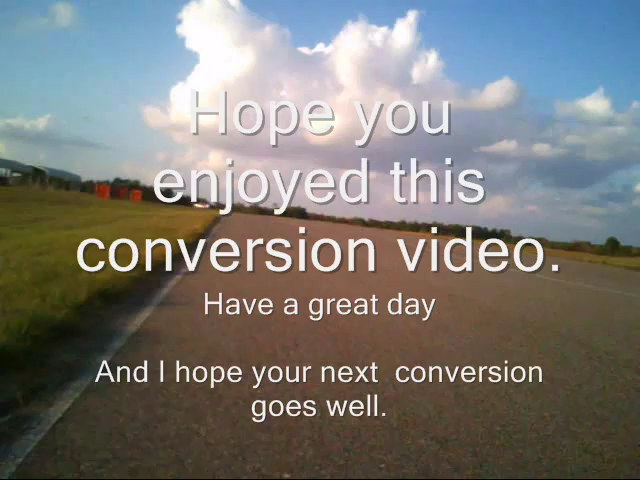 Hope you
enjoyed this
conversion video.
Have a great day
And I hope your next  conversion
goes well.